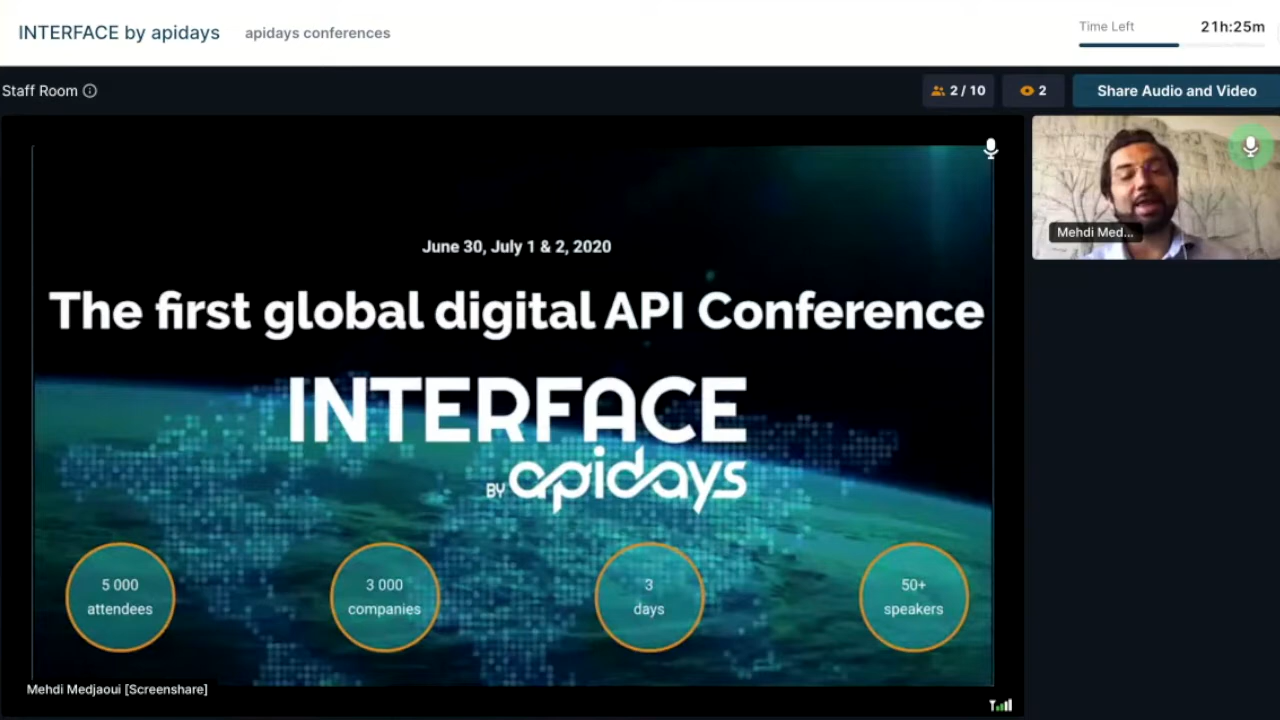 INTERFACE by apidays
apidays conferences
Time Left
21h:25m
Staff Room
2 / 10
2
Share Audio and Video
June 30, July 1 & 2, 2020
The first global digital API Conference
INTERFACE
BY apidays
5 000
attendees
3 000
companies
3
days
50+
speakers
Mehdi Med...
Mehdi Medjaoui [Screenshare]